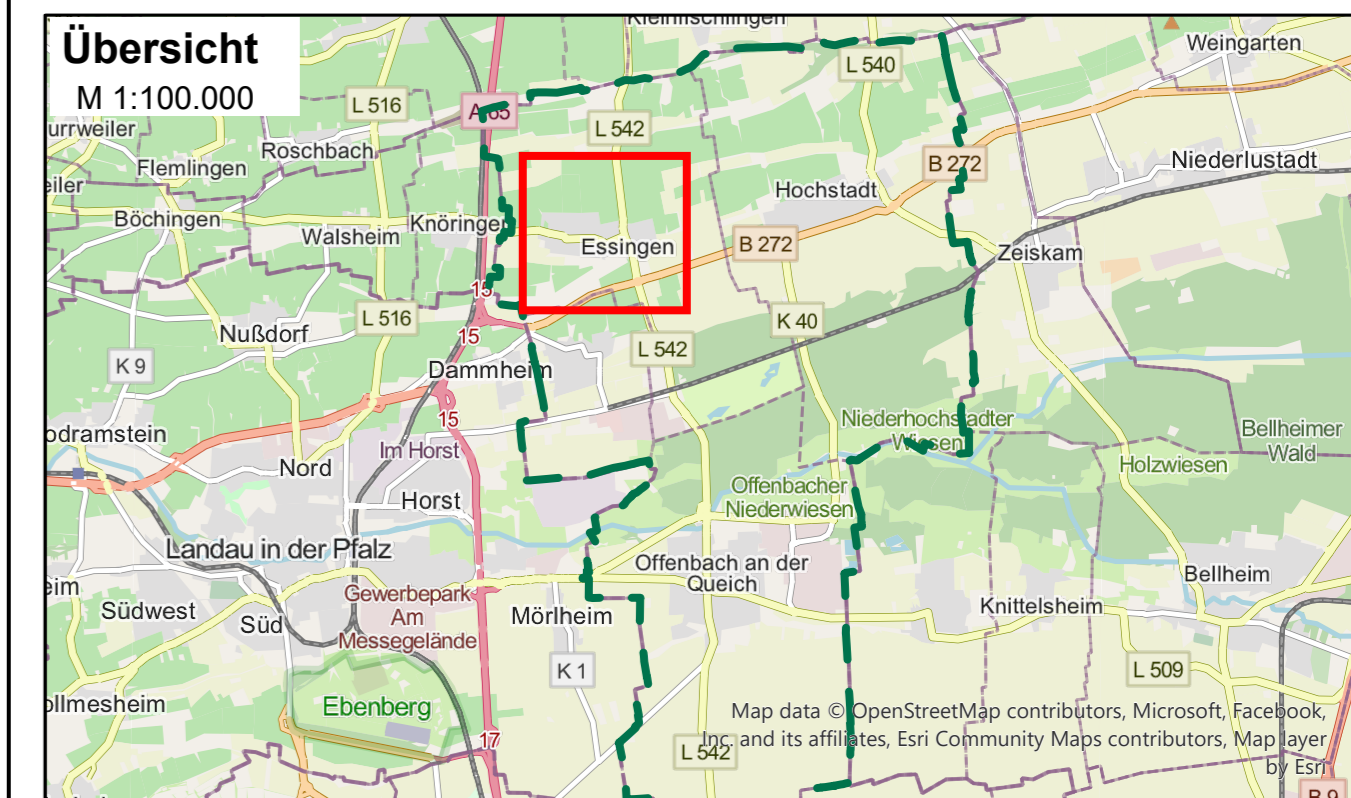 Übersicht
M 1:100.000
Kleinfischlingen
Weingarten
L 540
L 516
A 65
L 542
urrweiler
Roschbach
Flemlingen
B 272
Niederlustadt
eiler
Hochstadt
Böchingen
Knöringen
Walsheim
Essingen
B 272
Zeiskam
15
L 516
K 40
Nußdorf
15
L 542
K 9
Dammheim
15
Niederhochstadter
Wiesen
odramstein
Im Horst
Bellheimer
Wald
Nord
Holzwiesen
Offenbacher
Niederwiesen
Horst
Landau in der Pfalz
Offenbach an der
Queich
eim
Bellheim
Gewerbepark
Am
Messegelände
Südwest
Süd
Mörlheim
Knittelsheim
K 1
L 509
ollmesheim
Ebenberg
17
L 542
Map data © OpenStreetMap contributors, Microsoft, Facebook,
Inc. and its affiliates, Esri Community Maps contributors, Map layer
by Esri
B 9